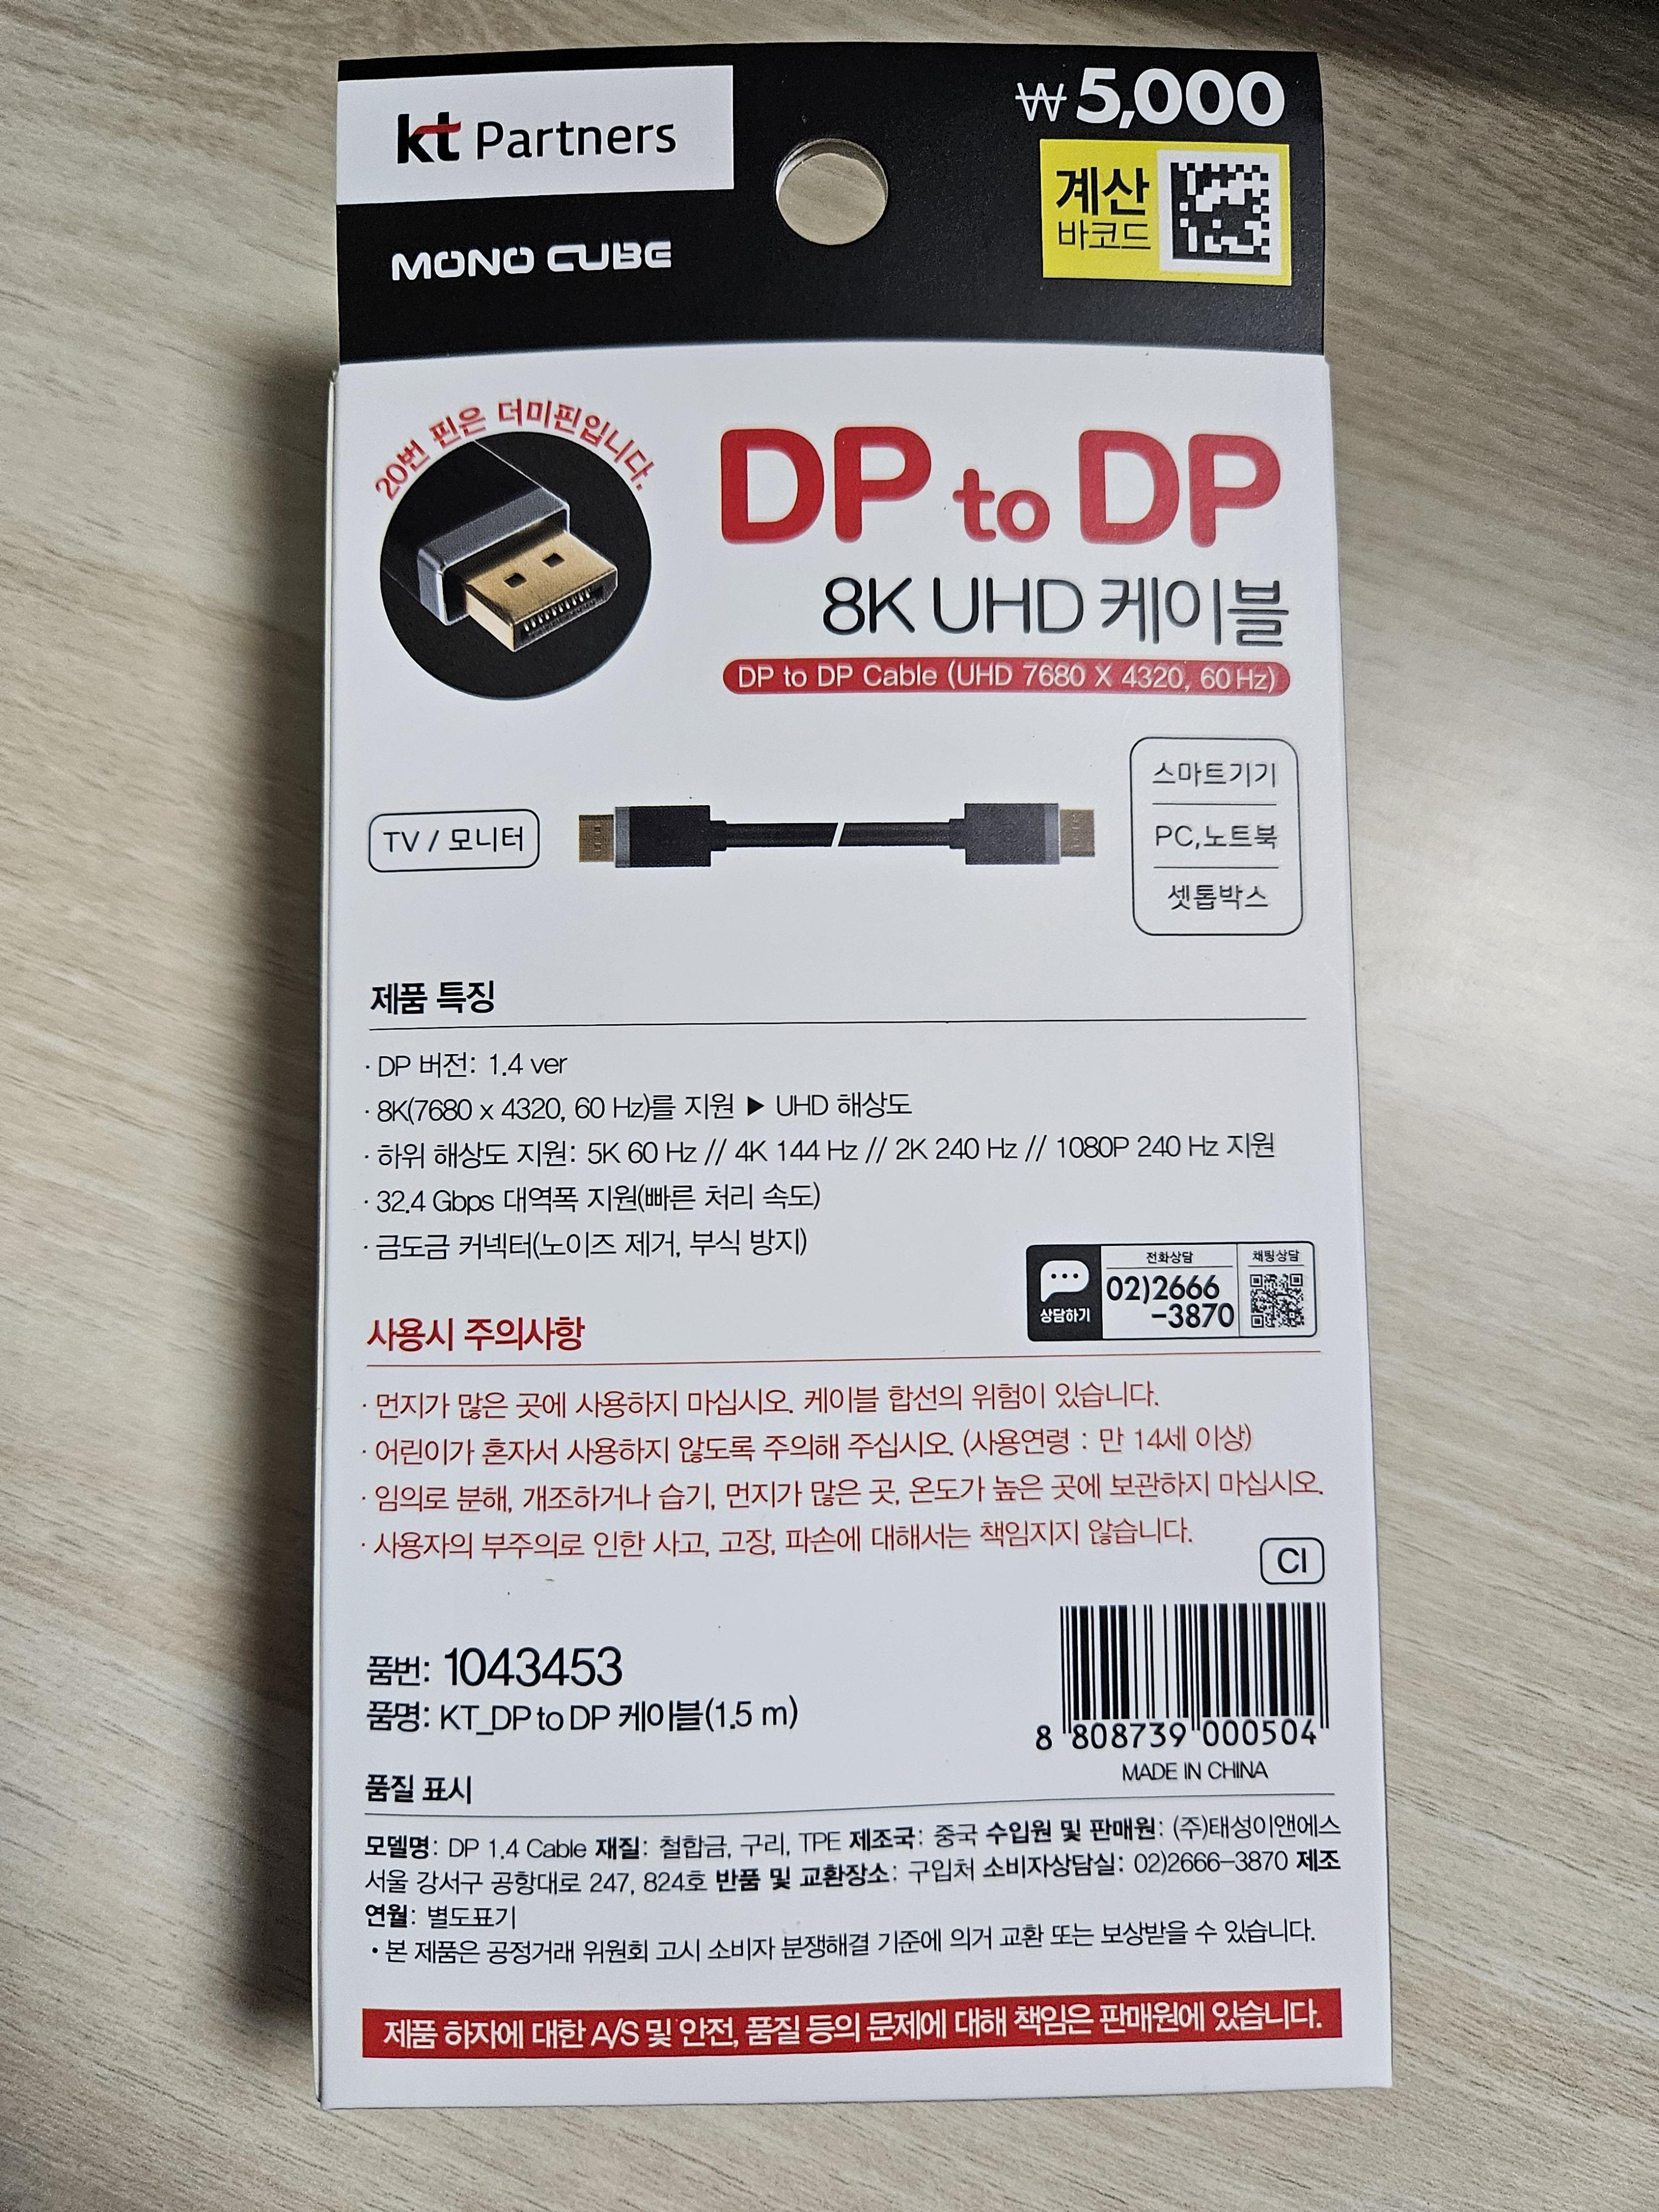 kt Partners
₩5,000
계산
바코드
MONO CUBE
20번 핀은 더미핀입니다.
DP to DP
8K UHD 케이블
DP to DP Cable (UHD 7680 X 4320, 60 Hz)
TV / 모니터
스마트기기
PC,노트북
셋톱박스
제품 특징
· DP 버전: 1.4 ver
· 8K(7680 x 4320, 60 Hz)를 지원 ▶ UHD 해상도
· 하위 해상도 지원: 5K 60 Hz // 4K 144 Hz // 2K 240 Hz // 1080P 240 Hz 지원
· 32.4 Gbps 대역폭 지원(빠른 처리 속도)
· 금도금 커넥터(노이즈 제거, 부식 방지)
상담하기
전화상담
02)2666
-3870
채팅상담
사용시 주의사항
· 먼지가 많은 곳에 사용하지 마십시오. 케이블 합선의 위험이 있습니다.
· 어린이가 혼자서 사용하지 않도록 주의해 주십시오. (사용연령 : 만 14세 이상)
· 임의로 분해, 개조하거나 습기, 먼지가 많은 곳, 온도가 높은 곳에 보관하지 마십시오.
· 사용자의 부주의로 인한 사고, 고장, 파손에 대해서는 책임지지 않습니다.
CI
품번: 1043453
품명: KT_DP to DP 케이블(1.5 m)
8 808739 000504
MADE IN CHINA
품질 표시
모델명: DP 1.4 Cable 재질: 철합금, 구리, TPE 제조국: 중국 수입원 및 판매원: (주)태성이앤에스
서울 강서구 공항대로 247, 824호 반품 및 교환장소: 구입처 소비자상담실: 02)2666-3870 제조
연월: 별도표기
• 본 제품은 공정거래 위원회 고시 소비자 분쟁해결 기준에 의거 교환 또는 보상받을 수 있습니다.
제품 하자에 대한 A/S 및 안전, 품질 등의 문제에 대해 책임은 판매원에 있습니다.